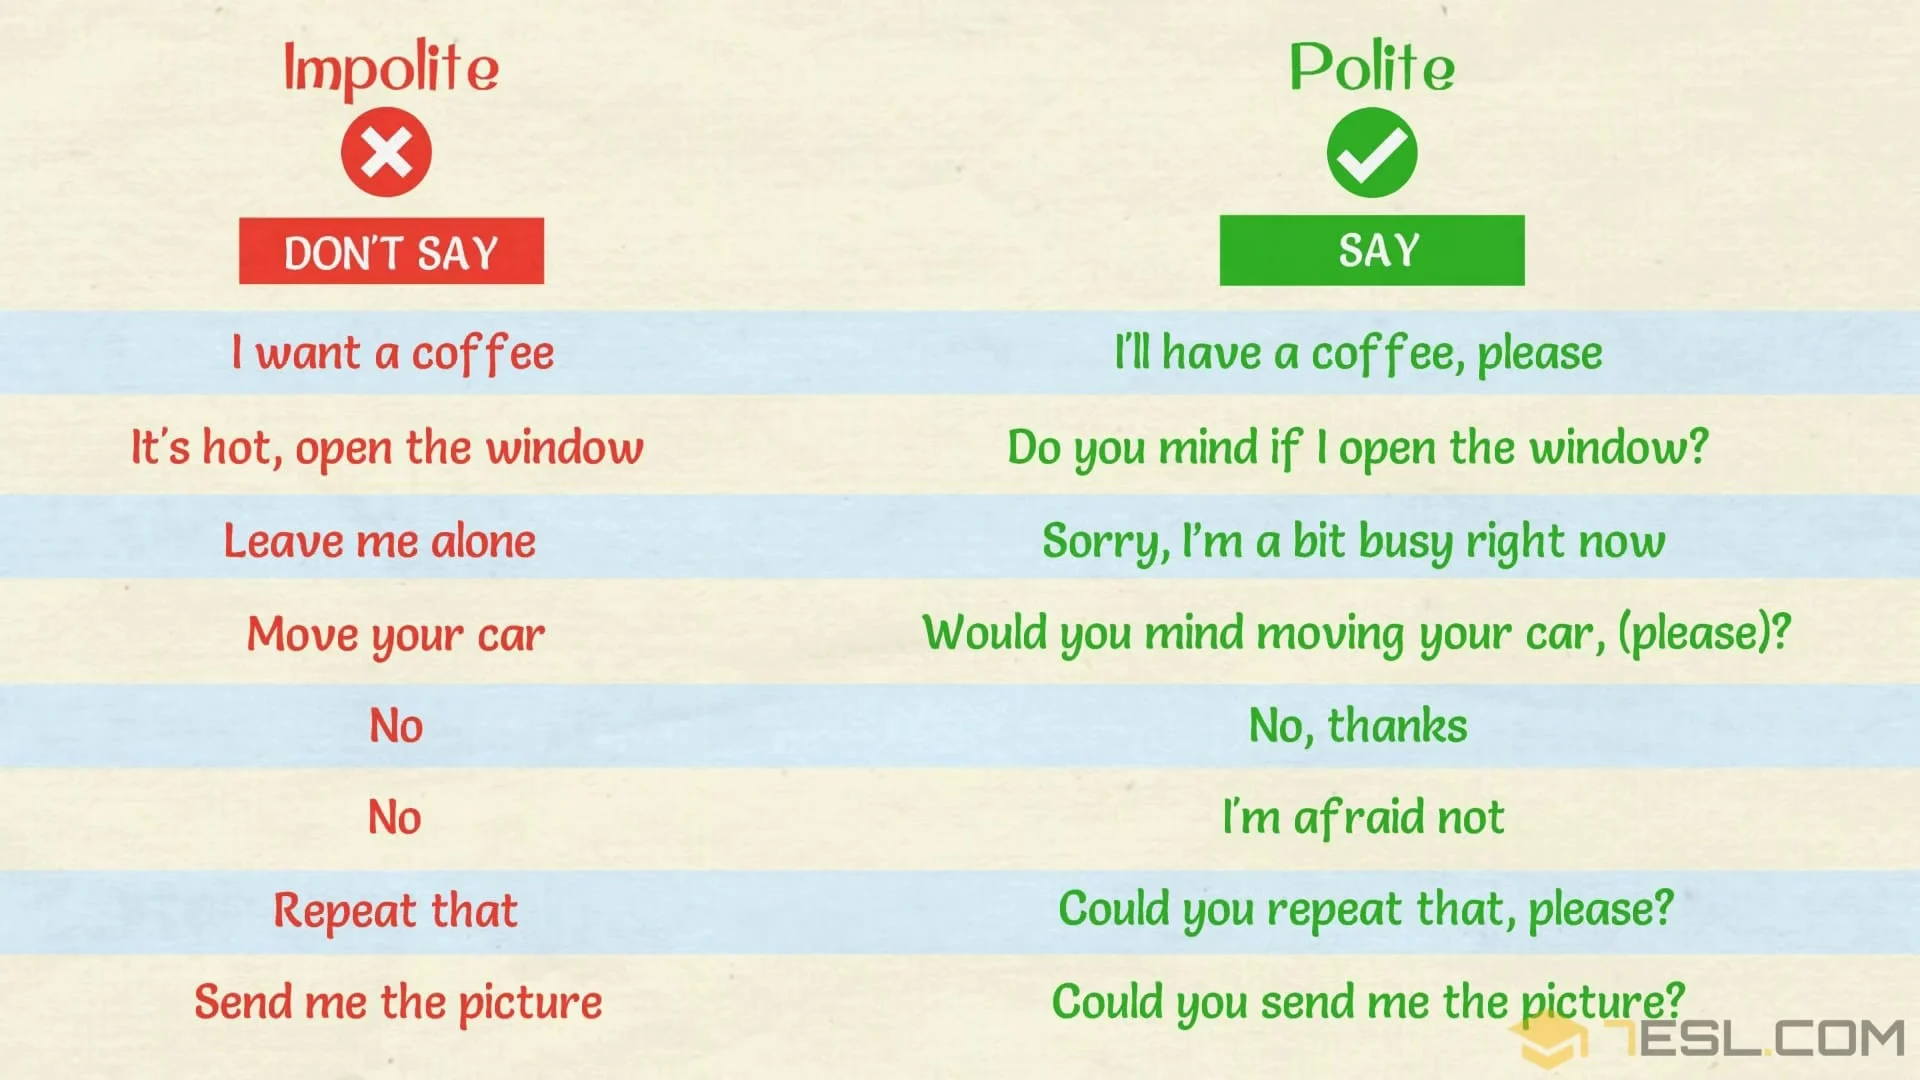 Impolite
Polite
DON'T SAY
SAY
I want a coffee
I'll have a coffee, please
It's hot, open the window
Do you mind if I open the window?
Leave me alone
Sorry, I’m a bit busy right now
Move your car
Would you mind moving your car, (please)?
No
No, thanks
No
I'm afraid not
Repeat that
Could you repeat that, please?
Send me the picture
Could you send me the picture?
7ESL.COM